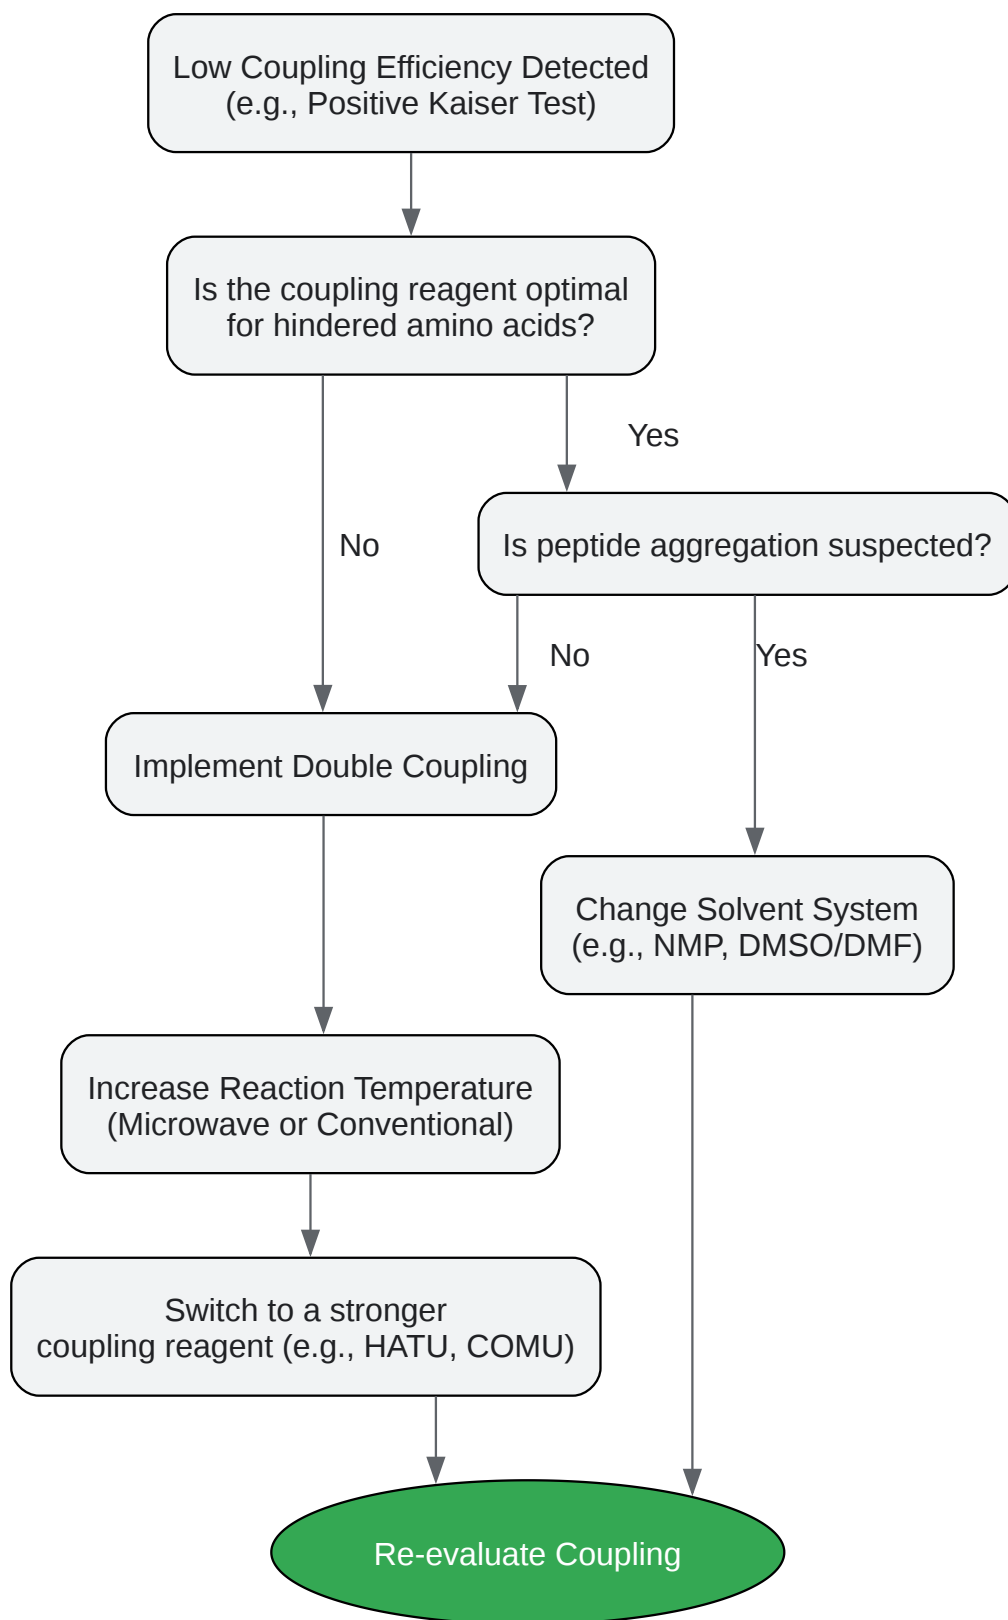 Low Coupling Efficiency Detected
(e.g., Positive Kaiser Test)
Is the coupling reagent optimal
for hindered amino acids?
Yes
No
Is peptide aggregation suspected?
No
Yes
Implement Double Coupling
Change Solvent System
(e.g., NMP, DMSO/DMF)
Increase Reaction Temperature
(Microwave or Conventional)
Switch to a stronger
coupling reagent (e.g., HATU, COMU)
Re-evaluate Coupling